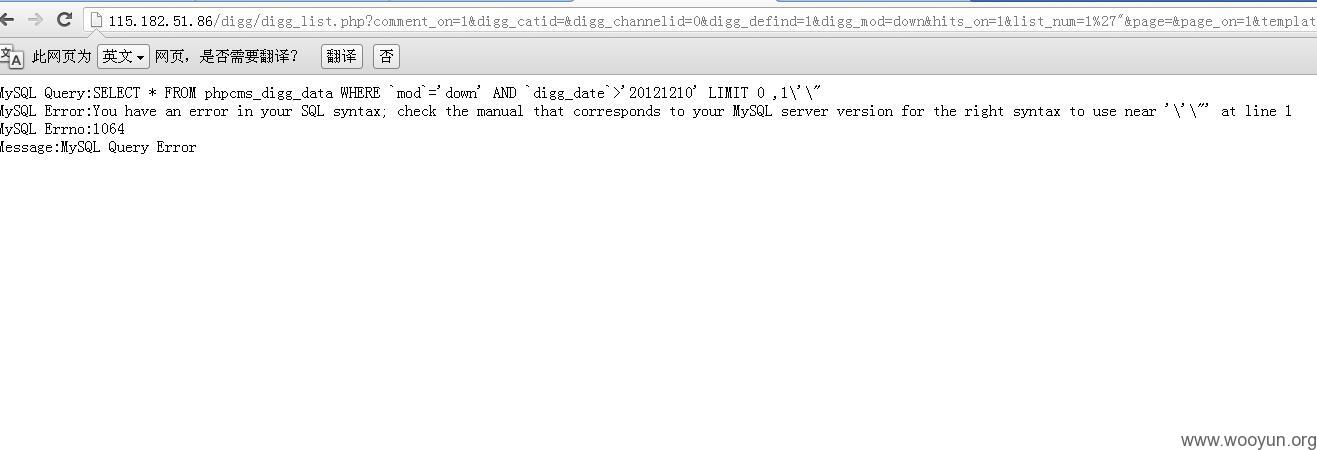 115.182.51.86/digg/digg_list.php?comment_on=1&digg_catid=&digg_channelid=0&digg_defind=1&digg_mod=down&hits_on=1&list_num=1%27"&page=&page_on=1&templat
此网页为 英文 网页，是否需要翻译？ 翻译 否
MySQL Query:SELECT * FROM phpcms_digg_data WHERE `mod`='down' AND `digg_date`>'20121210' LIMIT 0 ,1\'\"
MySQL Error:You have an error in your SQL syntax; check the manual that corresponds to your MySQL server version for the right syntax to use near '\'\"' at line 1
MySQL Errno:1064
Message:MySQL Query Error
www.wooyun.org